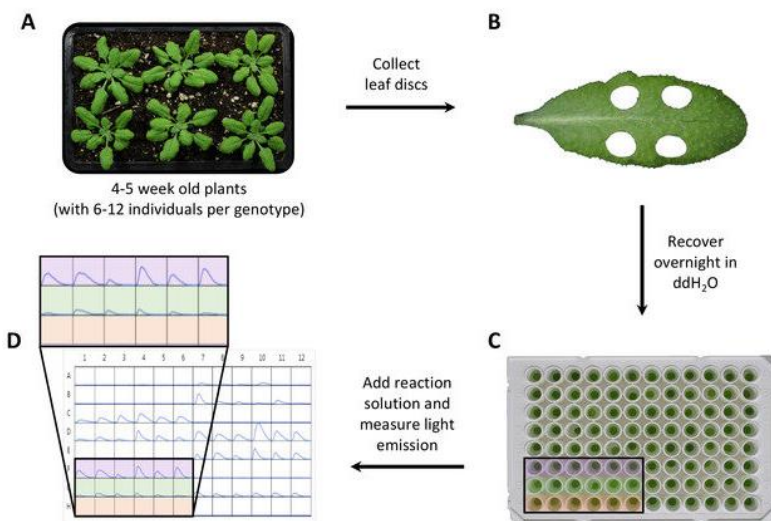 A
B
Collect
leaf discs
4-5 week old plants
(with 6-12 individuals per genotype)
Recover
overnight in
ddH₂O
D
C
1 2 3 4 5 6 7 8 9 10 11 12
A
B
C
D
E
H
Add reaction
solution and
measure light
emission